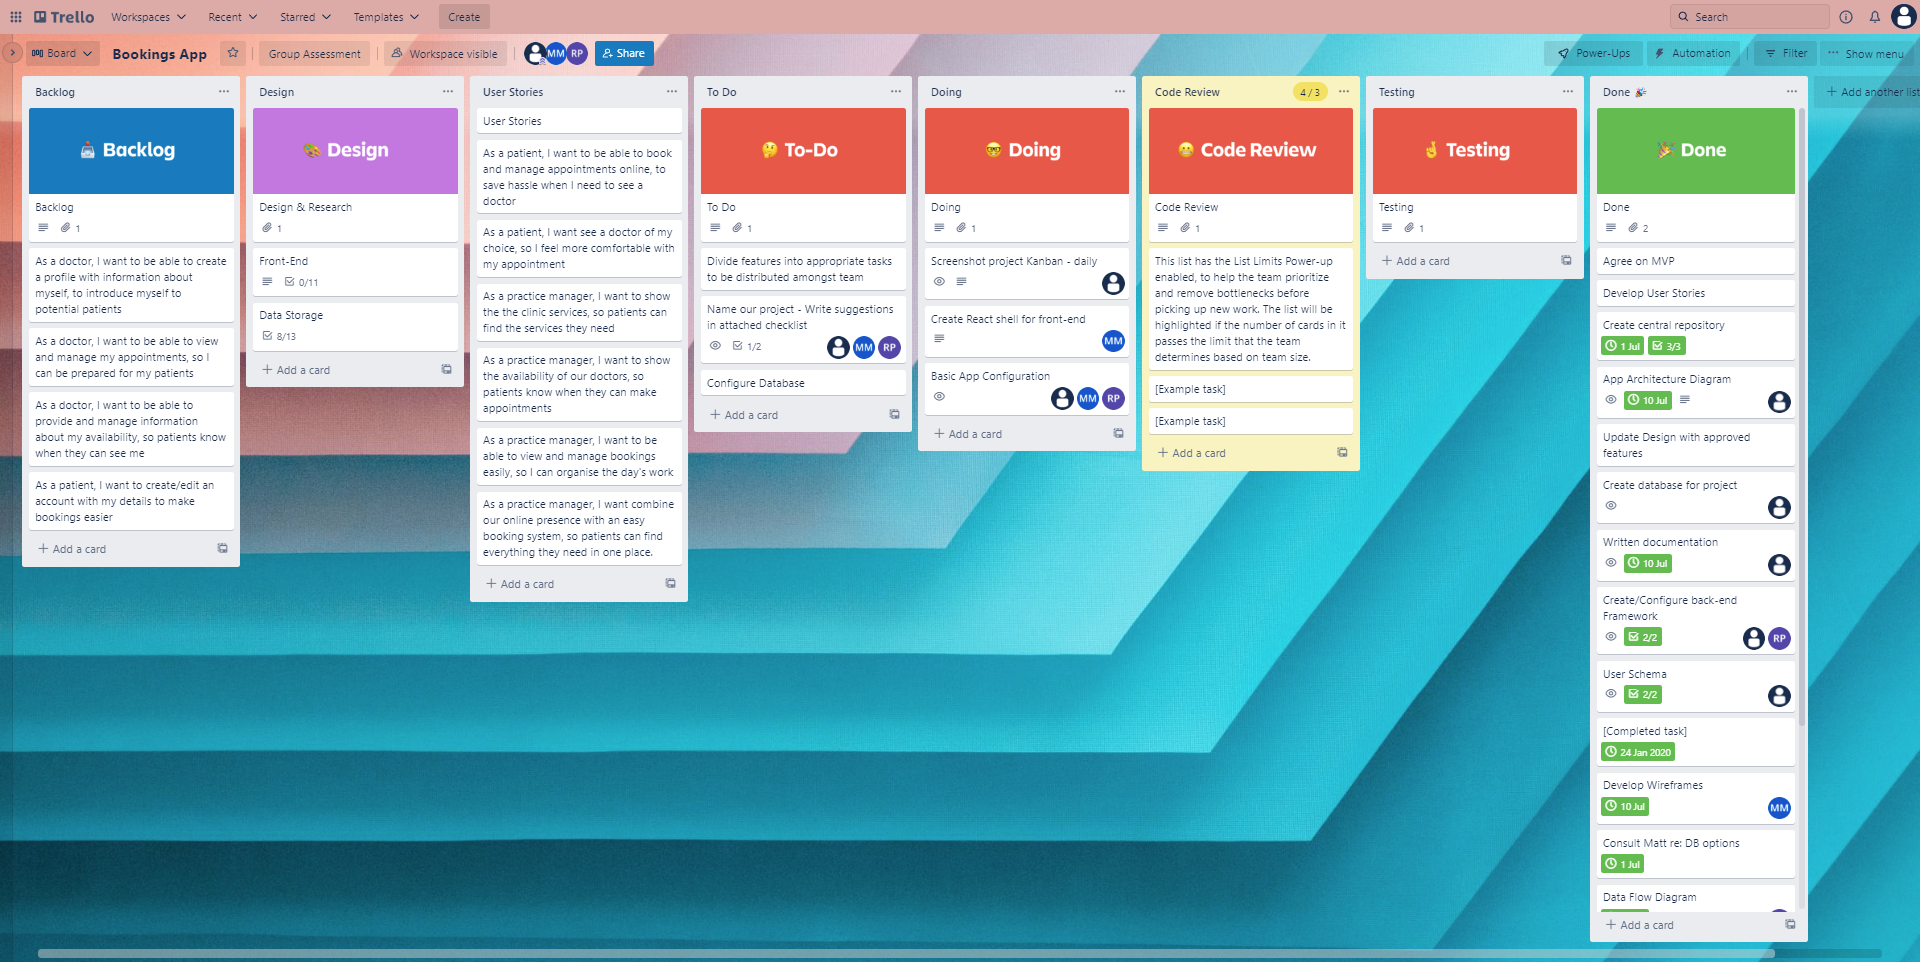 Trello
Workspaces
Recent
Starred
Templates
Create
Search
Board
Bookings App
Group Assessment
Workspace visible
MM
RP
Share
Power-Ups
Automation
Filter
Show menu
Backlog
Backlog
Backlog
1
As a doctor, I want to be able to create
a profile with information about
myself, to introduce myself to
potential patients
As a doctor, I want to be able to view
and manage my appointments, so I
can be prepared for my patients
As a doctor, I want to be able to
provide and manage information
about my availability, so patients know
when they can see me
As a patient, I want to create/edit an
account with my details to make
bookings easier
+ Add a card
Design
Design
Design & Research
1
Front-End
0/11
Data Storage
8/13
+ Add a card
User Stories
User Stories
As a patient, I want to be able to book
and manage appointments online, to
save hassle when I need to see a
doctor
As a patient, I want see a doctor of my
choice, so I feel more comfortable with
my appointment
As a practice manager, I want to show
the the clinic services, so patients can
find the services they need
As a practice manager, I want to show
the availability of our doctors, so
patients know when they can make
appointments
As a practice manager, I want to be
able to view and manage bookings
easily, so I can organise the day's work
As a practice manager, I want combine
our online presence with an easy
booking system, so patients can find
everything they need in one place.
+ Add a card
To Do
To-Do
To Do
1
Divide features into appropriate tasks
to be distributed amongst team
Name our project - Write suggestions
in attached checklist
1/2
MM
RP
Configure Database
+ Add a card
Doing
Doing
Doing
1
Screenshot project Kanban - daily
Create React shell for front-end
MM
Basic App Configuration
MM
RP
+ Add a card
Code Review
4 / 3
Code Review
Code Review
1
This list has the List Limits Power-up
enabled, to help the team prioritize
and remove bottlenecks before
picking up new work. The list will be
highlighted if the number of cards in it
passes the limit that the team
determines based on team size.
[Example task]
[Example task]
+ Add a card
Testing
Testing
Testing
1
+ Add a card
Done
Done
Done
2
Agree on MVP
Develop User Stories
Create central repository
1 Jul
3/3
App Architecture Diagram
10 Jul
Update Design with approved
features
Create database for project
Written documentation
10 Jul
Create/Configure back-end
Framework
2/2
RP
User Schema
2/2
[Completed task]
24 Jan 2020
Develop Wireframes
10 Jul
MM
Consult Matt re: DB options
1 Jul
Data Flow Diagram
+ Add a card
+ Add another list